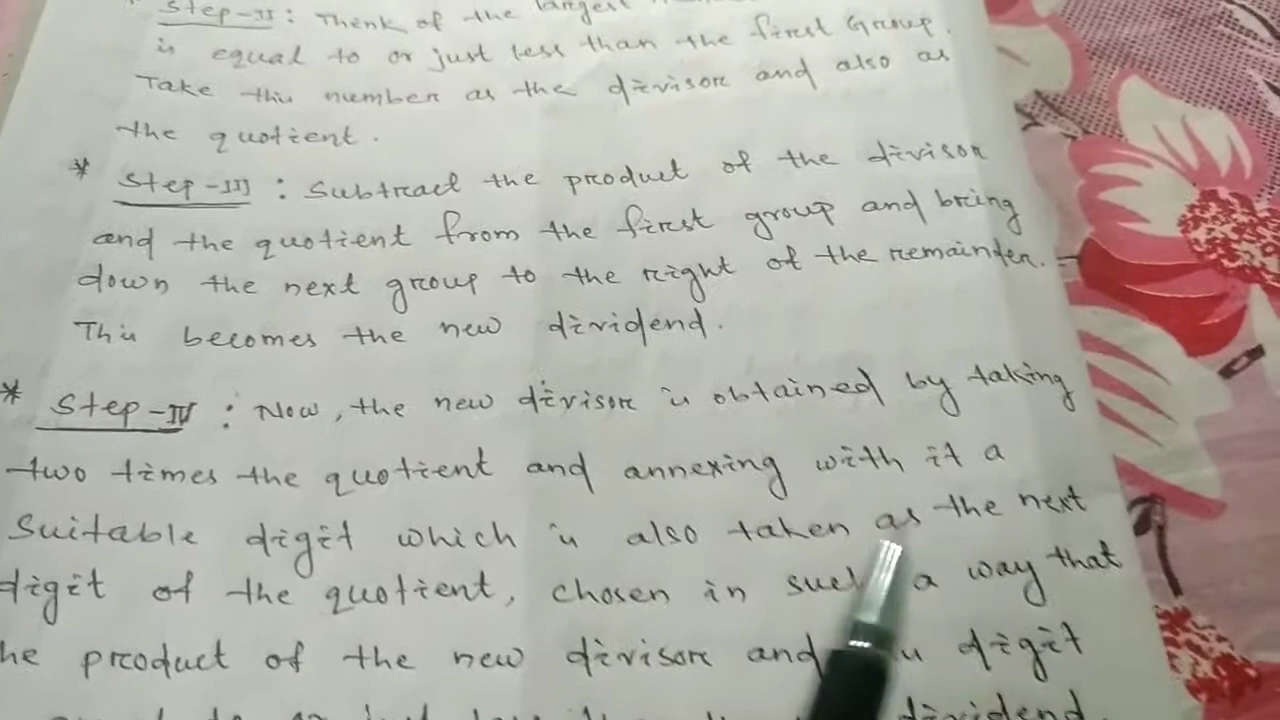 Step-II : Think of the largest
is equal to or just less than the first Group.
Take this number as the divisor and also as
the quotient.
* Step-III : Subtract the product of the divisor
and the quotient from the first group and bring
down the next group to the right of the remainder.
This becomes the new dividend.
* Step-IV : Now, the new divisor is obtained by taking
two times the quotient and annexing with it a
suitable digit which is also taken as the next
digit of the quotient, chosen in such a way that
he product of the new divisor and digit
dividend